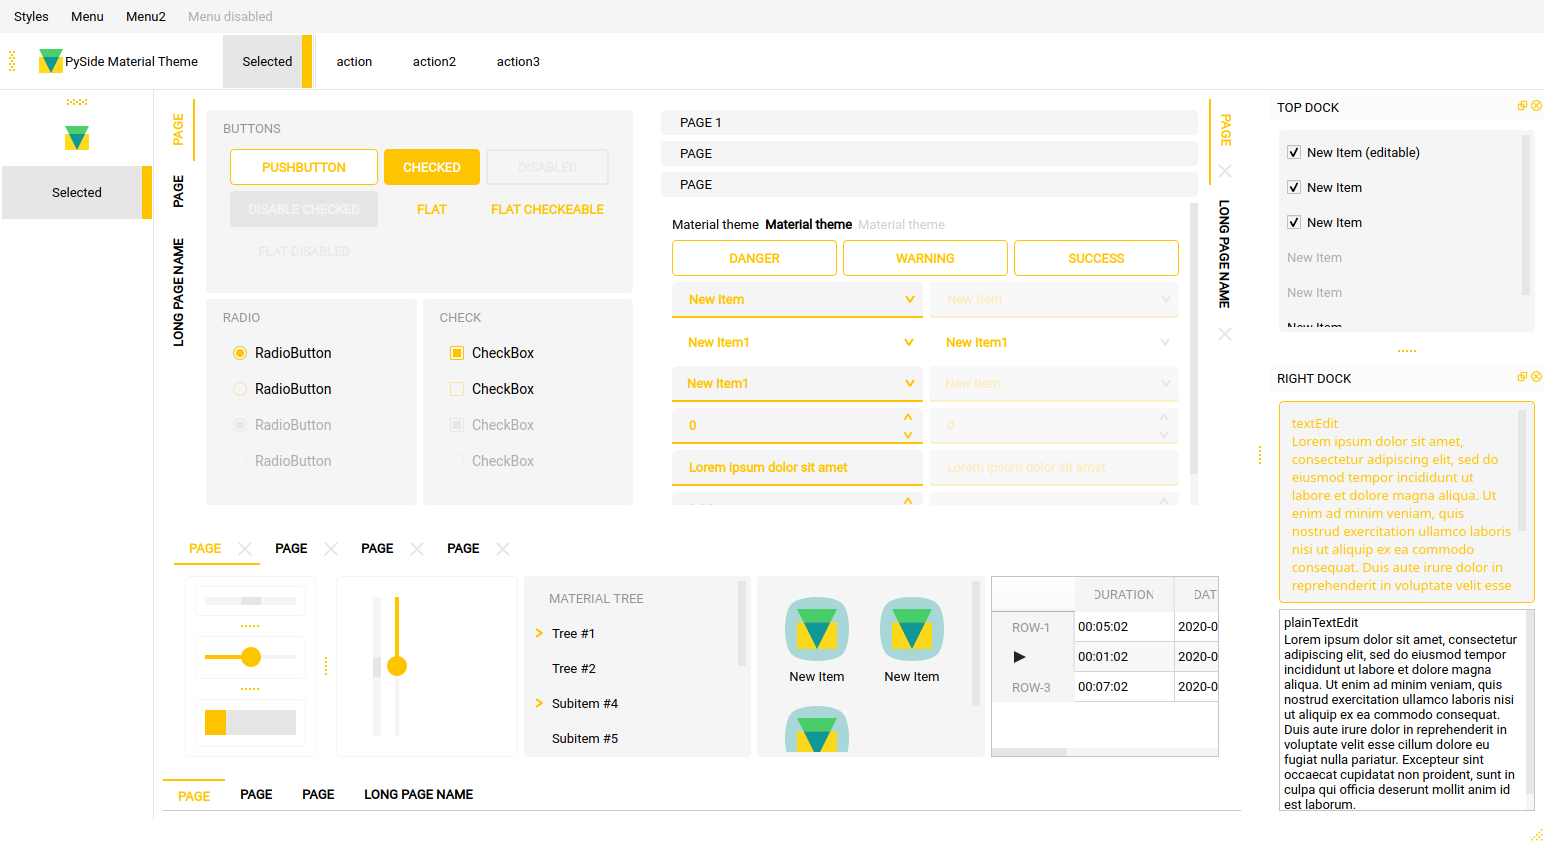 Styles Menu Menu2 Menu disabled
PySide Material Theme Selected action action2 action3
Selected
PAGE
PAGE
LONG PAGE NAME
BUTTONS
PUSHBUTTON CHECKED DISABLED
DISABLE CHECKED FLAT FLAT CHECKEABLE
FLAT DISABLED
RADIO
RadioButton
RadioButton
RadioButton
RadioButton
CHECK
CheckBox
CheckBox
CheckBox
CheckBox
PAGE 1
PAGE
PAGE
Material theme Material theme Material theme
DANGER WARNING SUCCESS
New Item New Item
New Item1 New Item1
New Item1 New Item
0 0
Lorem ipsum dolor sit amet Lorem ipsum dolor sit amet
PAGE
LONG PAGE NAME
TOP DOCK
New Item (editable)
New Item
New Item
New Item
New Item
New Item
RIGHT DOCK
textEdit
Lorem ipsum dolor sit amet,
consectetur adipiscing elit, sed do
eiusmod tempor incididunt ut
labore et dolore magna aliqua. Ut
enim ad minim veniam, quis
nostrud exercitation ullamco laboris
nisi ut aliquip ex ea commodo
consequat. Duis aute irure dolor in
reprehenderit in voluptate velit esse
plainTextEdit
Lorem ipsum dolor sit amet, consectetur
adipiscing elit, sed do eiusmod tempor
incididunt ut labore et dolore magna
aliqua. Ut enim ad minim veniam, quis
nostrud exercitation ullamco laboris nisi
ut aliquip ex ea commodo consequat.
Duis aute irure dolor in reprehenderit in
voluptate velit esse cillum dolore eu
fugiat nulla pariatur. Excepteur sint
occaecat cupidatat non proident, sunt in
culpa qui officia deserunt mollit anim id
est laborum.
PAGE PAGE PAGE PAGE
MATERIAL TREE
Tree #1
Tree #2
Subitem #4
Subitem #5
New Item New Item
DURATION DAT
ROW-1 00:05:02 2020-0
00:01:02 2020-0
ROW-3 00:07:02 2020-0
PAGE PAGE PAGE LONG PAGE NAME